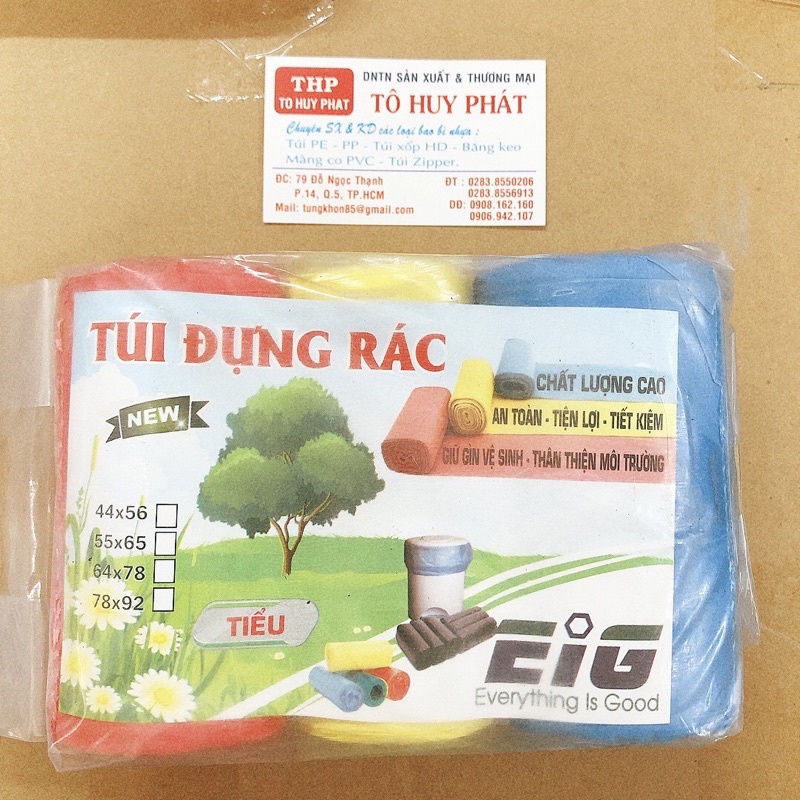 THP
TO HUY PHAT
DNTN SẢN XUẤT & THƯƠNG MẠI
TÔ HUY PHÁT
Chuyên SX & KD các loại bao bì nhựa :
Túi PE - PP - Túi xốp HD - Băng keo
Màng co PVC - Túi Zipper.
ĐC: 79 Đỗ Ngọc Thạnh
P.14, Q.5, TP.HCM
Mail: tungkhon85@gmail.com
ĐT : 0283.8550206
0283.8556913
DĐ: 0908.162.160
0906.942.107
TÚI ĐỰNG RÁC
NEW
CHẤT LƯỢNG CAO
AN TOÀN - TIỆN LỢI - TIẾT KIỆM
GIỮ GÌN VỆ SINH - THÂN THIỆN MÔI TRƯỜNG
44x56
55x65
64x78
78x92
TIỂU
EiG
Everything Is Good